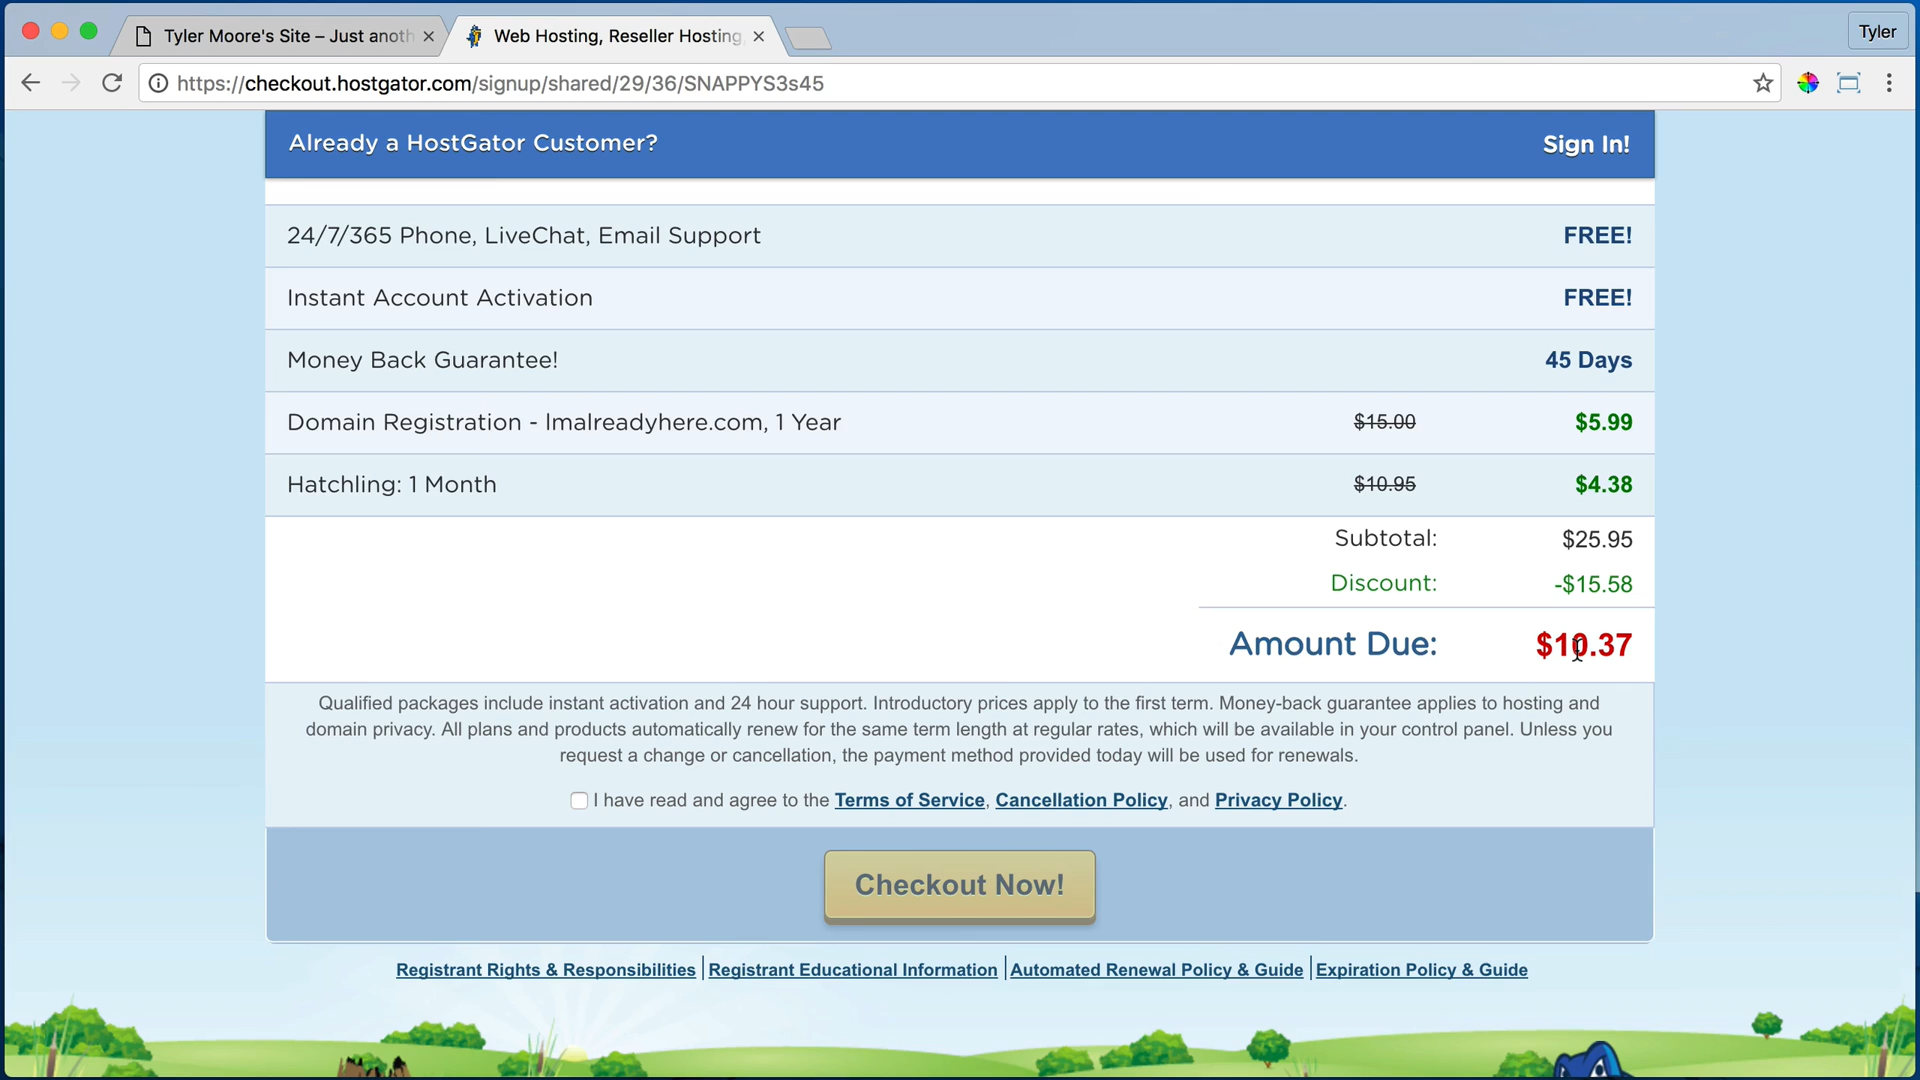 Tyler Moore's Site – Just anoth
Web Hosting, Reseller Hosting,
Tyler
https://checkout.hostgator.com/signup/shared/29/36/SNAPPYS3s45
Already a HostGator Customer? Sign In!
24/7/365 Phone, LiveChat, Email Support FREE!
Instant Account Activation FREE!
Money Back Guarantee! 45 Days
Domain Registration - Imalreadyhere.com, 1 Year $15.00 $5.99
Hatchling: 1 Month $10.95 $4.38
Subtotal: $25.95
Discount: -$15.58
Amount Due: $10.37
Qualified packages include instant activation and 24 hour support. Introductory prices apply to the first term. Money-back guarantee applies to hosting and
domain privacy. All plans and products automatically renew for the same term length at regular rates, which will be available in your control panel. Unless you
request a change or cancellation, the payment method provided today will be used for renewals.
I have read and agree to the Terms of Service, Cancellation Policy, and Privacy Policy.
Checkout Now!
Registrant Rights & Responsibilities Registrant Educational Information Automated Renewal Policy & Guide Expiration Policy & Guide